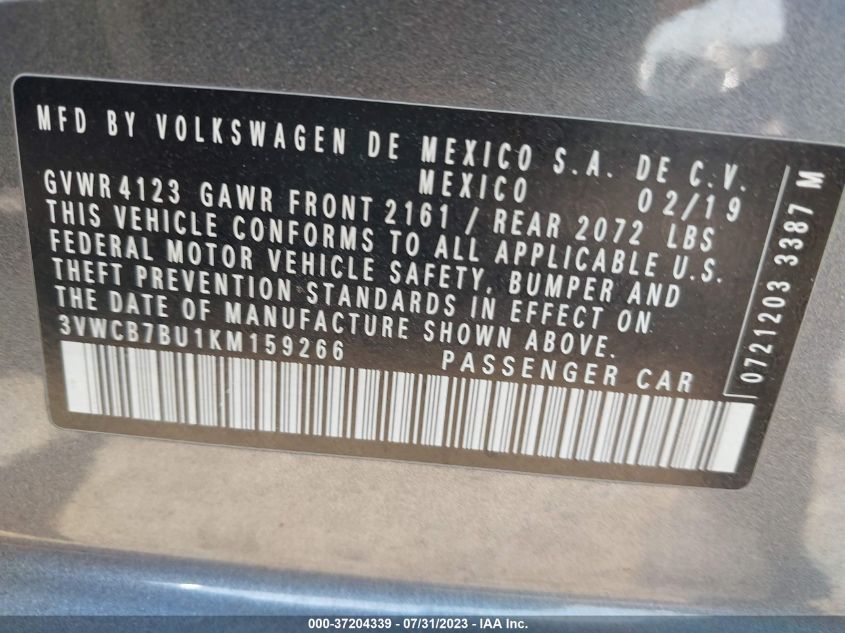 MFD BY VOLKSWAGEN DE MEXICO S.A. DE C.V.
MEXICO 02/19
GVWR 4123 GAWR FRONT 2161 / REAR 2072 LBS
THIS VEHICLE CONFORMS TO ALL APPLICABLE U.S.
FEDERAL MOTOR VEHICLE SAFETY, BUMPER AND
THEFT PREVENTION STANDARDS IN EFFECT ON
THE DATE OF MANUFACTURE SHOWN ABOVE.
3VWCB7BU1KM159266 PASSENGER CAR
0721203 3387 M
000-37204339 - 07/31/2023 - IAA Inc.